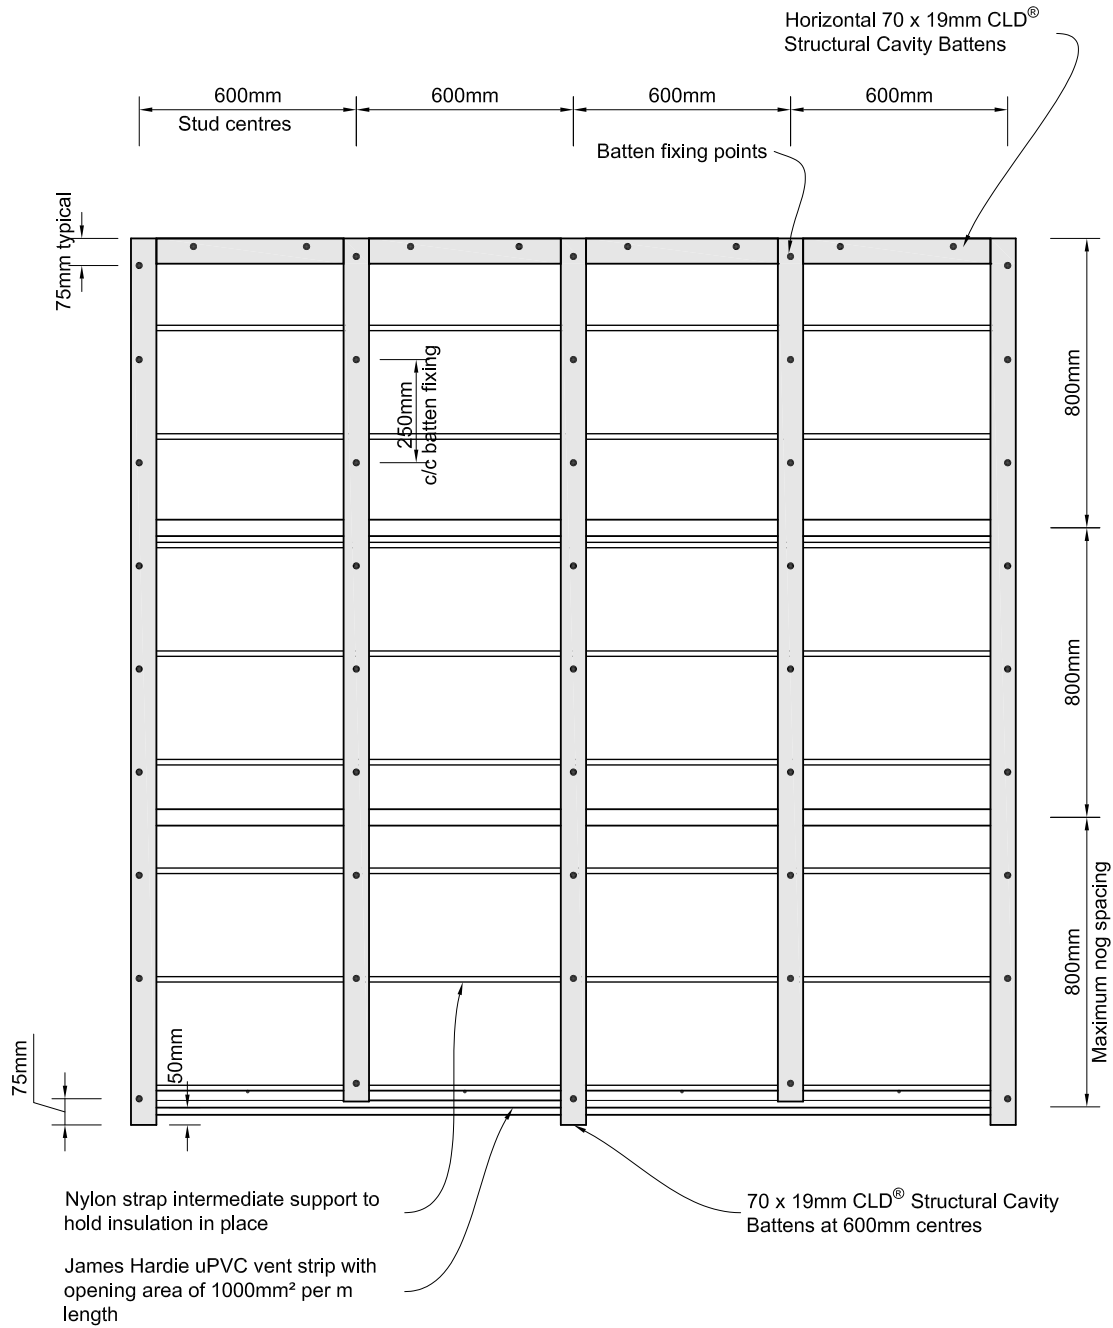 Horizontal 70 x 19mm CLD®
Structural Cavity Battens
600mm
600mm
600mm
600mm
Stud centres
Batten fixing points
75mm typical
250mm
c/c batten fixing
800mm
800mm
800mm
Maximum nog spacing
75mm
50mm
Nylon strap intermediate support to
hold insulation in place
70 x 19mm CLD® Structural Cavity
Battens at 600mm centres
James Hardie uPVC vent strip with
opening area of 1000mm² per m
length